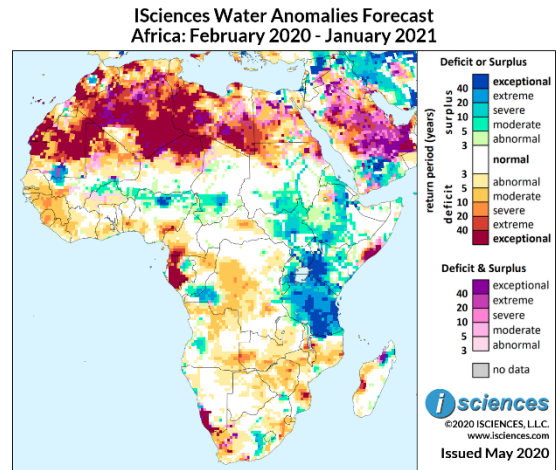 ISciences Water Anomalies Forecast
Africa: February 2020 - January 2021
Deficit or Surplus
return period (years)
surplus
deficit
exceptional
40
extreme
20
severe
10
moderate
5
abnormal
3
normal
3
abnormal
5
moderate
10
severe
20
extreme
40
exceptional
Deficit & Surplus
exceptional
40
extreme
20
severe
10
moderate
5
abnormal
3
no data
i sciences
©2020 ISCIENCES, L.L.C.
www.isciences.com
Issued May 2020